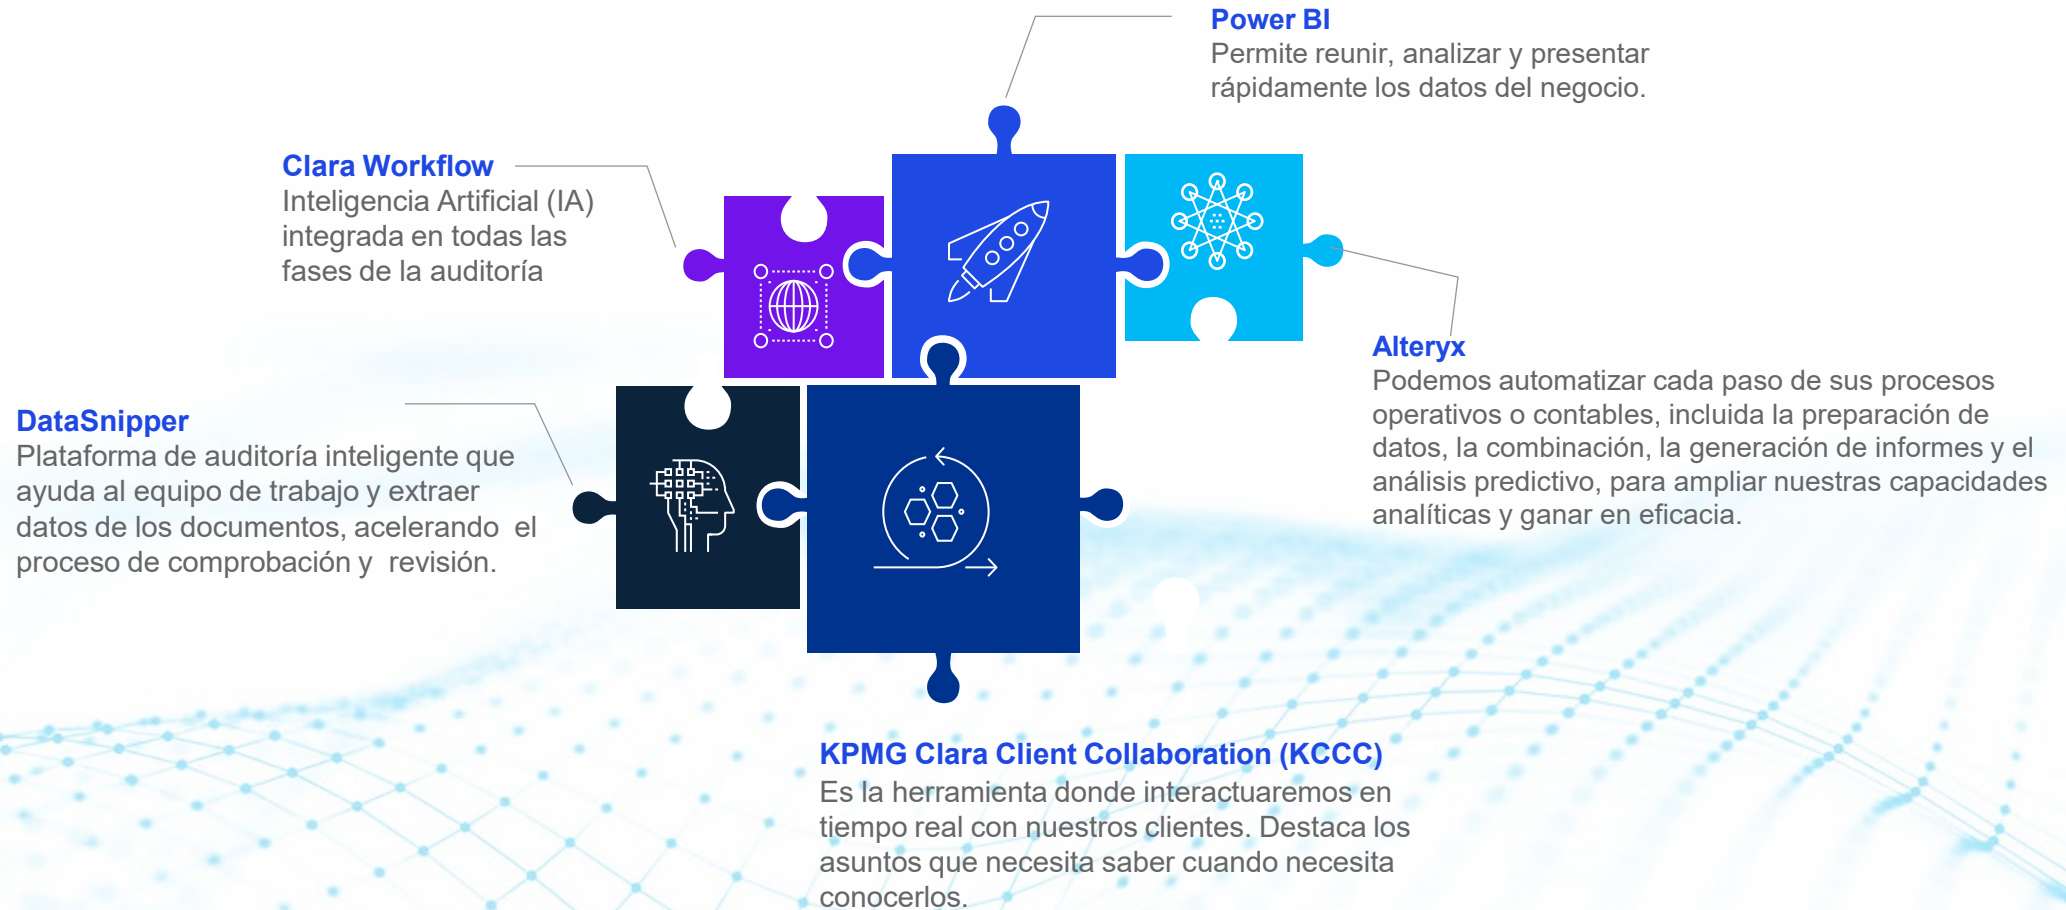 Power BI
Permite reunir, analizar y presentar
rápidamente los datos del negocio.
Clara Workflow
Inteligencia Artificial (IA)
integrada en todas las
fases de la auditoría
Alteryx
Podemos automatizar cada paso de sus procesos
operativos o contables, incluida la preparación de
datos, la combinación, la generación de informes y el
análisis predictivo, para ampliar nuestras capacidades
analíticas y ganar en eficacia.
DataSnipper
Plataforma de auditoría inteligente que
ayuda al equipo de trabajo y extraer
datos de los documentos, acelerando el
proceso de comprobación y revisión.
KPMG Clara Client Collaboration (KCCC)
Es la herramienta donde interactuaremos en
tiempo real con nuestros clientes. Destaca los
asuntos que necesita saber cuando necesita
conocerlos.